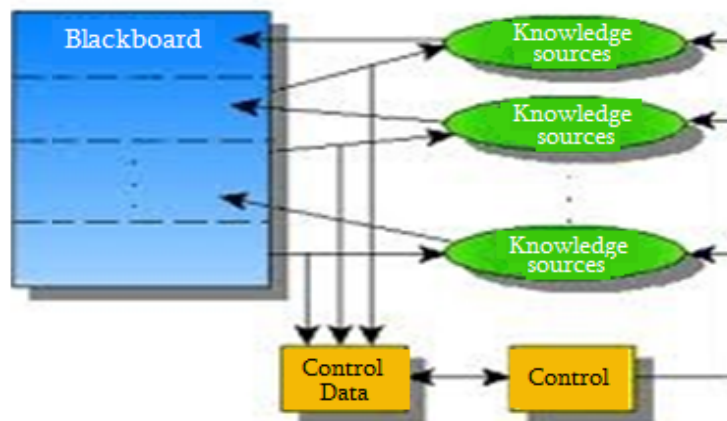 Blackboard
Knowledge
sources
Knowledge
sources
Knowledge
sources
Control
Data
Control